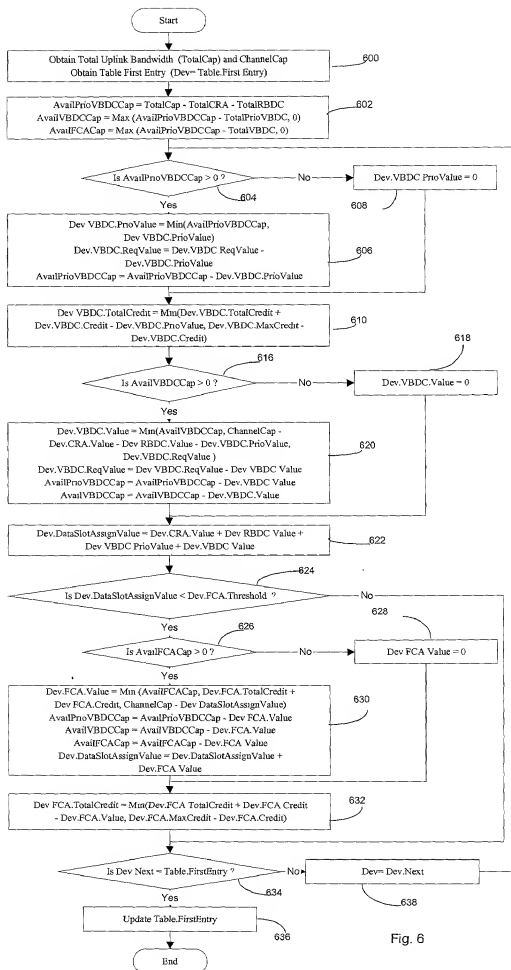 Start
Obtain Total Uplink Bandwidth (TotalCap) and ChannelCap
Obtain Table First Entry (Dev= Table.First Entry)
600
AvailPrioVBDCCap = TotalCap - TotalCRA - TotalRBDC
AvailVBDCCap = Max (AvailPrioVBDCCap - TotalPrioVBDC, 0)
AvailFCACap = Max (AvailPrioVBDCCap - TotalVBDC, 0)
602
Is AvailPrioVBDCCap > 0 ?
No
Dev.VBDC PrioValue = 0
604
608
Yes
Dev VBDC.PrioValue = Min(AvailPrioVBDCCap,
Dev VBDC.PrioValue)
Dev.VBDC.ReqValue = Dev.VBDC ReqValue -
Dev.VBDC.PrioValue
AvailPrioVBDCCap = AvailPrioVBDCCap - Dev.VBDC.PrioValue
606
Dev VBDC.TotalCredit = Min(Dev.VBDC.TotalCredit +
Dev.VBDC.Credit - Dev.VBDC.PrioValue, Dev.VBDC.MaxCredit -
Dev.VBDC.Credit)
610
616
618
Is AvailVBDCCap > 0 ?
No
Dev.VBDC.Value = 0
Yes
Dev.VBDC.Value = Min(AvailVBDCCap, ChannelCap -
Dev.CRA.Value - Dev RBDC.Value - Dev.VBDC.PrioValue,
Dev.VBDC.ReqValue )
Dev.VBDC.ReqValue = Dev VBDC.ReqValue - Dev VBDC Value
AvailPrioVBDCCap = AvailPrioVBDCCap - Dev.VBDC Value
AvailVBDCCap = AvailVBDCCap - Dev.VBDC.Value
620
Dev.DataSlotAssignValue = Dev.CRA.Value + Dev RBDC Value +
Dev VBDC PrioValue + Dev.VBDC Value
622
624
Is Dev.DataSlotAssignValue < Dev.FCA.Threshold ?
No
Yes
626
628
Is AvailFCACap > 0 ?
No
Dev FCA Value = 0
Yes
Dev.FCA.Value = Min (AvailFCACap, Dev.FCA.TotalCredit +
Dev FCA.Credit, ChannelCap - Dev DataSlotAssignValue)
AvailPrioVBDCCap = AvailPrioVBDCCap - Dev FCA.Value
AvailVBDCCap = AvailVBDCCap - Dev.FCA.Value
AvailFCACap = AvailFCACap - Dev.FCA Value
Dev.DataSlotAssignValue = Dev.DataSlotAssignValue +
Dev.FCA Value
630
Dev FCA.TotalCredit = Min(Dev.FCA TotalCredit + Dev.FCA Credit
- Dev.FCA.Value, Dev.FCA.MaxCredit - Dev.FCA.Credit)
632
Is Dev Next = Table.FirstEntry ?
No
Dev= Dev.Next
634
638
Yes
Update Table.FirstEntry
636
End
Fig. 6